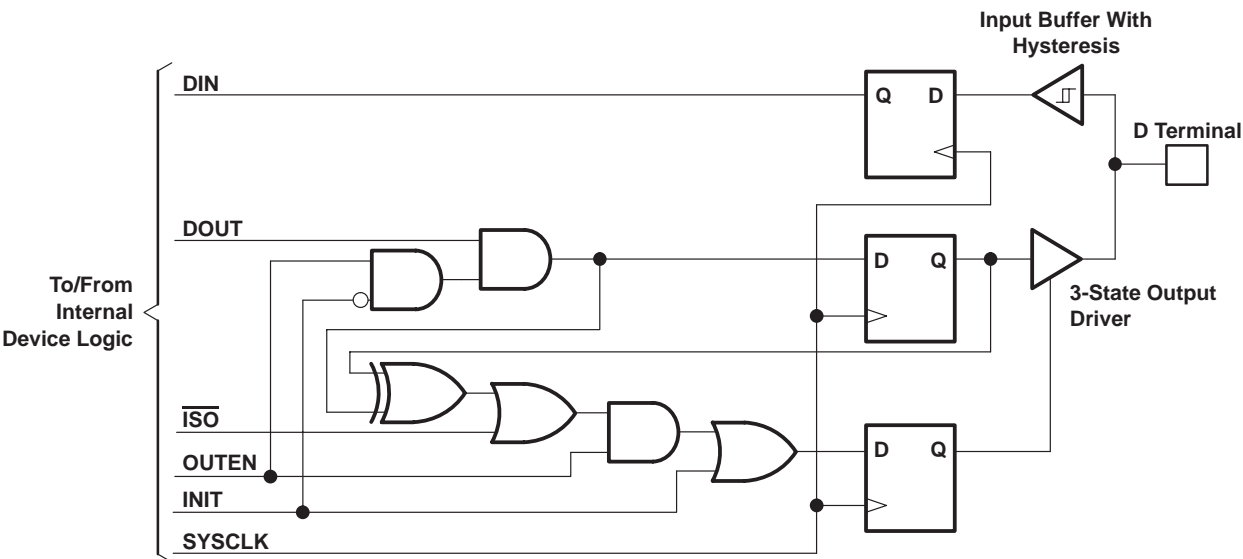 Input Buffer With
Hysteresis
DIN
Q D
D Terminal
DOUT
D Q
To/From
Internal
Device Logic
3-State Output
Driver
I̅S̅O̅
OUTEN
D Q
INIT
SYSCLK